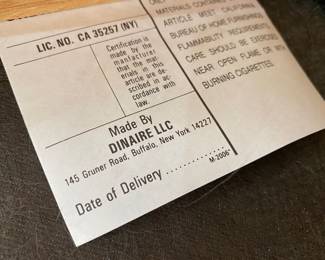 LIC. NO. CA 35257 (NY)
Certification is
made by the
manfacturer
that the mat-
erials in this
article are de-
scribed in ac-
cordance with
law.
Made By
DINAIRE LLC
145 Gruner Road, Buffalo, New York 14227
Date of Delivery
M-2006
MATERIALS CONT
ARTICLE MEET CALIFORNIA
BUREAU OF HOME FURNISHINGS
FLAMMABILITY REQUIREMENTS
CARE SHOULD BE EXERCISED
NEAR OPEN FLAME OR WITH
BURNING CIGARETTES.